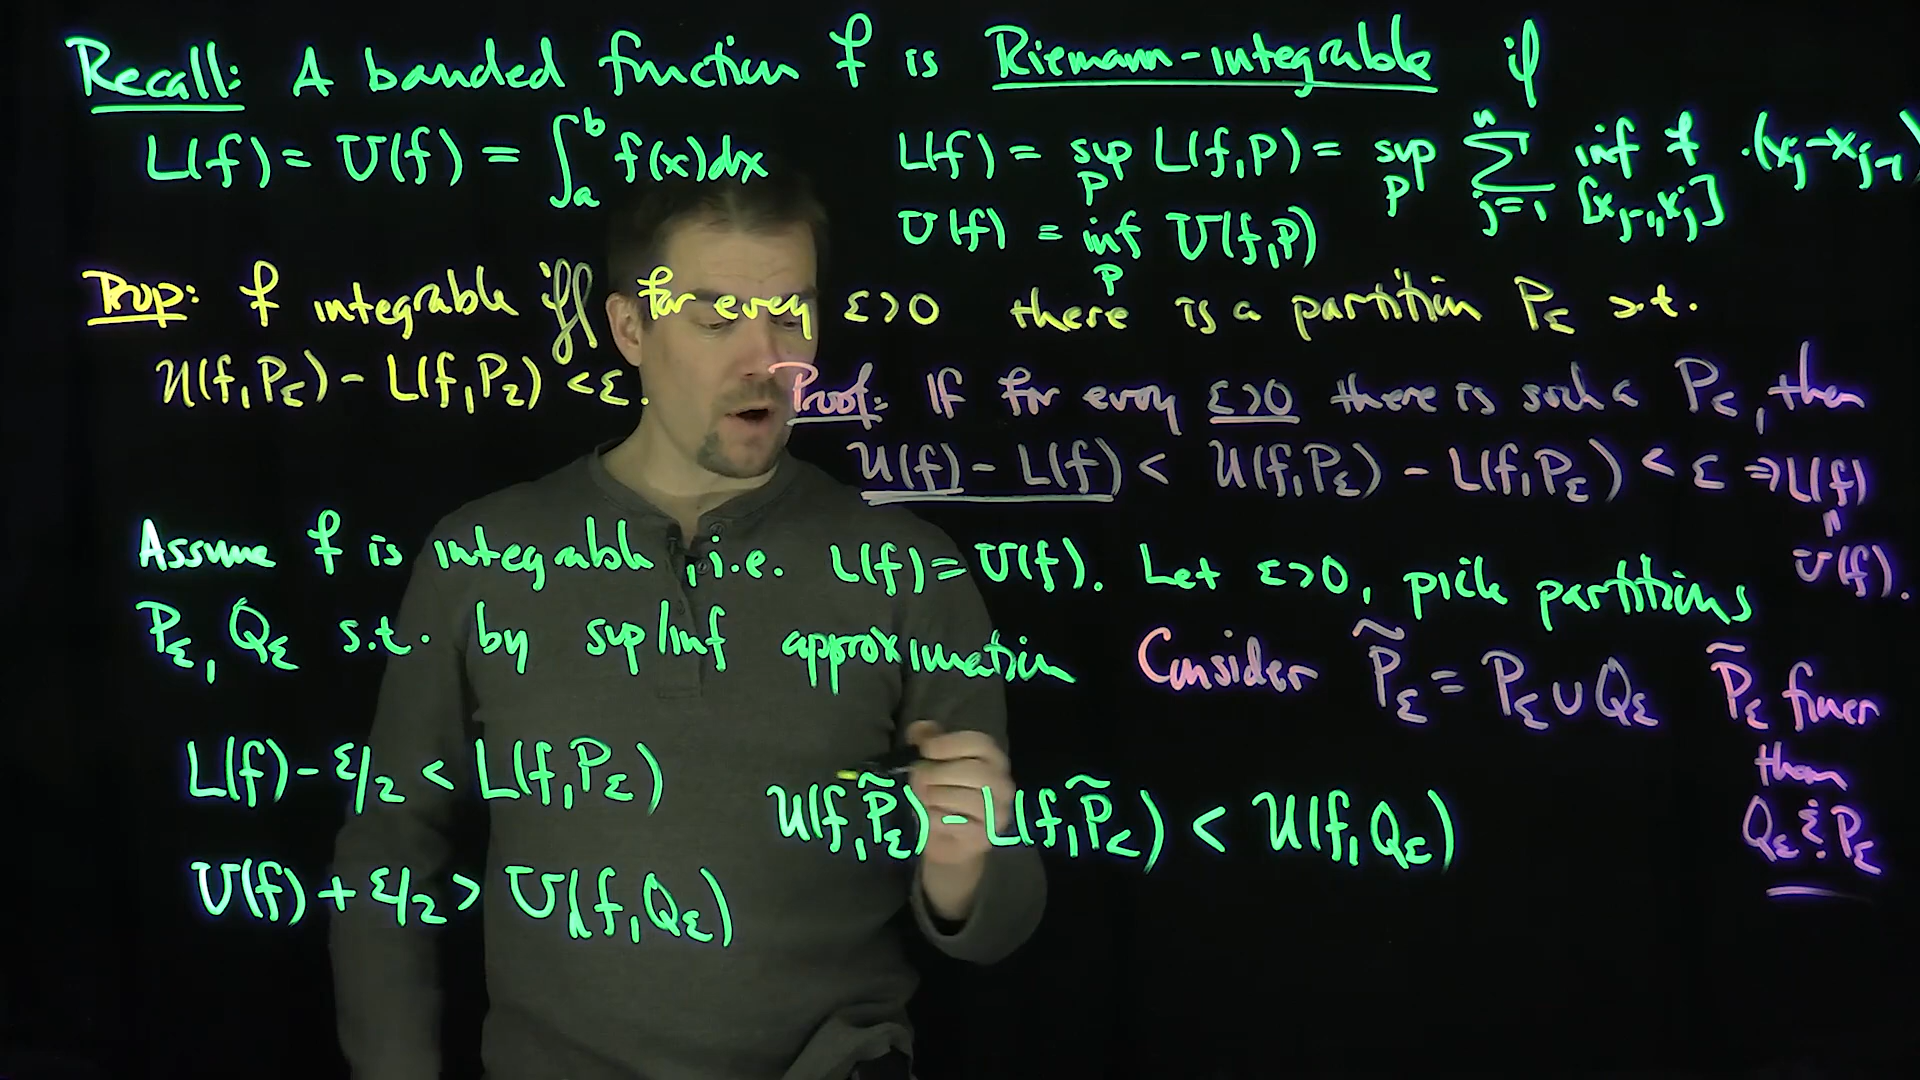 Recall: A bounded function f is Riemann-integrable if
L(f) = U(f) = ∫_a^b f(x)dx
L(f) = sup_P L(f,P) = sup_P Σ_{j=1}^n inf_{[x_{j-1},x_j]} f · (x_j - x_{j-1})
U(f) = inf_P U(f,P)
Prop: f integrable iff for every ε>0 there is a partition P_ε s.t.
U(f,P_ε) - L(f,P_ε) < ε.
Proof: If for every ε>0 there is such a P_ε, then
U(f) - L(f) < U(f,P_ε) - L(f,P_ε) < ε ⇒ L(f)
=
U(f).
Assume f is integrable, i.e. L(f) = U(f). Let ε>0, pick partitions
P_ε, Q_ε s.t. by sup/inf approximation
L(f) - ε/2 < L(f,P_ε)
U(f) + ε/2 > U(f,Q_ε)
Consider P̃_ε = P_ε ∪ Q_ε
P̃_ε finer
than
Q_ε & P_ε
U(f,P̃_ε) - L(f,P̃_ε) < U(f,Q_ε)